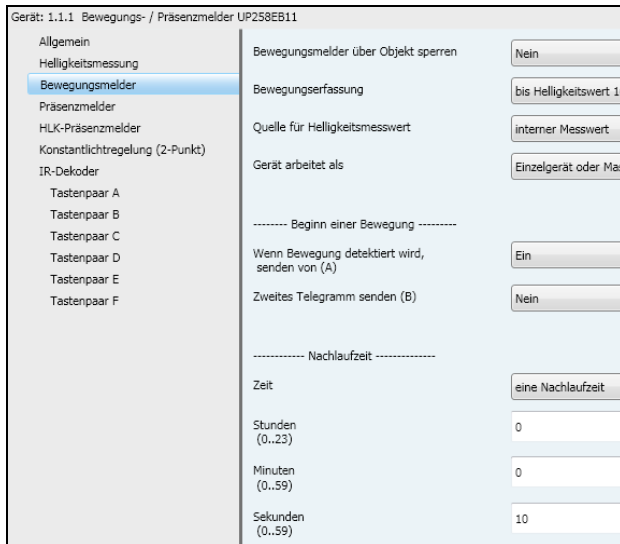 Gerät: 1.1.1 Bewegungs- / Präsenzmelder UP258EB11
Allgemein
Helligkeitsmessung
Bewegungsmelder
Präsenzmelder
HLK-Präsenzmelder
Konstantlichtregelung (2-Punkt)
IR-Dekoder
Tastenpaar A
Tastenpaar B
Tastenpaar C
Tastenpaar D
Tastenpaar E
Tastenpaar F
Bewegungsmelder über Objekt sperren
Nein
Bewegungserfassung
bis Helligkeitswert 1
Quelle für Helligkeitsmesswert
interner Messwert
Gerät arbeitet als
Einzelgerät oder Mas
-------- Beginn einer Bewegung ---------
Wenn Bewegung detektiert wird,
senden von (A)
Ein
Zweites Telegramm senden (B)
Nein
------------ Nachlaufzeit --------------
Zeit
eine Nachlaufzeit
Stunden
(0..23)
0
Minuten
(0..59)
0
Sekunden
(0..59)
10